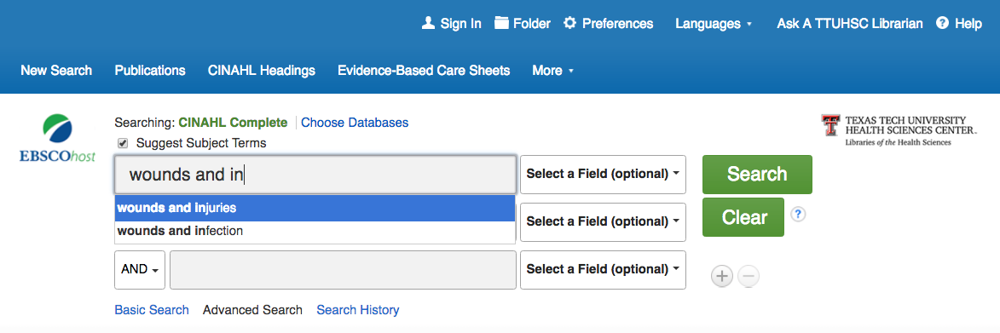 Sign In Folder Preferences Languages Ask A TTUHSC Librarian ? Help
New Search Publications CINAHL Headings Evidence-Based Care Sheets More
Searching: CINAHL Complete Choose Databases
Suggest Subject Terms
EBSCOhost
TEXAS TECH UNIVERSITY
HEALTH SCIENCES CENTER.
Libraries of the Health Sciences
wounds and in Select a Field (optional) Search
wounds and injuries
wounds and infection
Select a Field (optional) Clear ?
AND Select a Field (optional) + −
Basic Search Advanced Search Search History